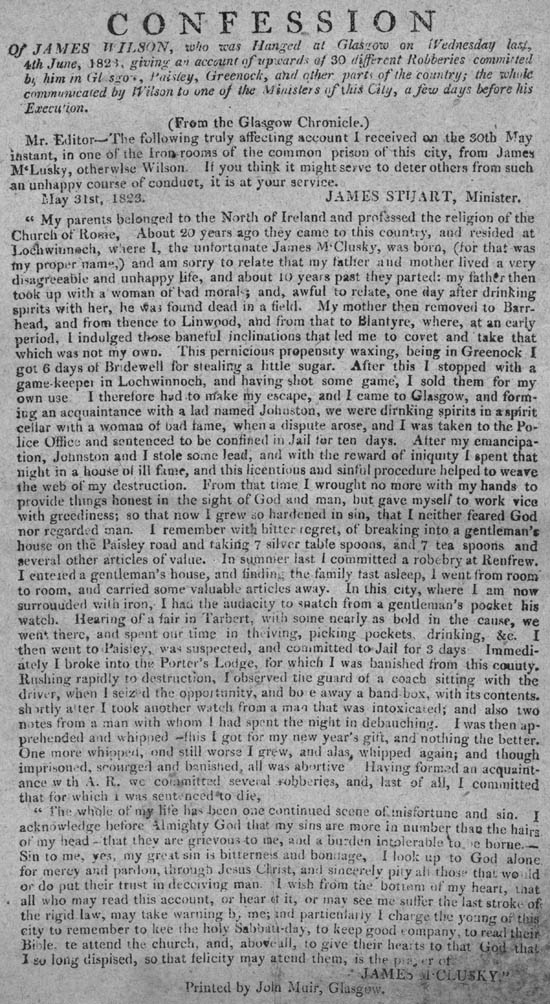 CONFESSION
Of JAMES WILSON, who was Hanged at Glasgow on Wednesday last,
4th June, 1823, giving an account of upwards of 30 different Robberies committed
by him in Glasgow, Paisley, Greenock, and other parts of the country; the whole
communicated by Wilson to one of the Ministers of this City, a few days before his
Execution.
(From the Glasgow Chronicle.)
Mr. Editor—The following truly affecting account I received on the 30th May
instant, in one of the Iron-rooms of the common prison of this city, from James
M'Lusky, otherwise Wilson. If you think it might serve to deter others from such
an unhappy course of conduct, it is at your service.
May 31st, 1823. JAMES STUART, Minister.
" My parents belonged to the North of Ireland and professed the religion of the
Church of Rome, About 20 years ago they came to this country, and resided at
Lochwinnoch, where I, the unfortunate James M'Clusky, was born, (for that was
my proper name,) and am sorry to relate that my father and mother lived a very
disagreeable and unhappy life, and about 10 years past they parted: my father then
took up with a woman of bad morals; and, awful to relate, one day after drinking
spirits with her, he was found dead in a field. My mother then removed to Barr-
head, and from thence to Linwood, and from that to Blantyre, where, at an early
period, I indulged those baneful inclinations that led me to covet and take that
which was not my own. This pernicious propensity waxing, being in Greenock I
got 6 days of Bridewell for stealing a little sugar. After this I stopped with a
game-keeper in Lochwinnoch, and having shot some game, I sold them for my
own use I therefore had to make my escape, and I came to Glasgow, and form-
ing an acquaintance with a lad named Johnston, we were dirnking spirits in a spirit
cellar with a woman of bad fame, when a dispute arose, and I was taken to the Po-
lice Office and sentenced to be confined in Jail for ten days. After my emancipa-
tion, Johnston and I stole some lead, and with the reward of iniquity I spent that
night in a house of ill fame, and this licentious and sinful procedure helped to weave
the web of my destruction. From that time I wrought no more with my hands to
provide things honest in the sight of God and man, but gave myself to work vice
with greediness; so that now I grew so hardened in sin, that I neither feared God
nor regarded man. I remember with bitter regret, of breaking into a gentleman's
house on the Paisley road and taking 7 silver table spoons, and 7 tea spoons and
several other articles of value. In summer last I committed a robebry at Renfrew.
I entered a gentleman's house, and finding the family fast asleep, I went from room
to room, and carried some valuable articles away. In this city, where I am now
surrounded with iron, I had the audacity to snatch from a gentleman's pocket his
watch. Hearing of a fair in Tarbert, with some nearly as bold in the cause, we
went there, and spent our time in thieving, picking pockets, drinking, &c. I
then went to Paisley, was suspected, and committed to Jail for 3 days Immedi-
ately I broke into the Porter's Lodge, for which I was banished from this county.
Rushing rapidly to destruction, I observed the guard of a coach sitting with the
driver, when I seized the opportunity, and bore away a band-box, with its contents.
shortly after I took another watch from a man that was intoxicated; and also two
notes from a man with whom I had spent the night in debauching. I was then ap-
prehended and whipped—this I got for my new year's gift, and nothing the better.
One more whipped, and still worse I grew, and alas, whipped again; and though
imprisoned, scourged and banished, all was abortive Having formed an acquaint-
ance with A. R. we committed several robberies, and, last of all, I committed
that for which I was sentenced to die,
" The whole of my life has been one continued scene of misfortune and sin. I
acknowledge before Almighty God that my sins are more in number than the hairs
of my head—that they are grievous to me, and a burden intolerable to be borne.—
Sin to me, yes, my great sin is bitterness and bondage, I look up to God alone
for mercy and pardon, through Jesus Christ, and sincerely pity all those that would
or do put their trust in deceiving man. I wish from the bottom of my heart, that
all who may read this account, or hear of it, or may see me suffer the last stroke of
the rigid law, may take warning by me; and particularly I charge the young of this
city to remember to kee the holy Sabbath-day, to keep good company, to read their
Bible, te attend the church, and, above all, to give their hearts to that God that
I so long dispised, so that felicity may attend them, is the prayer of
JAMES M'CLUSKY."
Printed by John Muir, Glasgow.